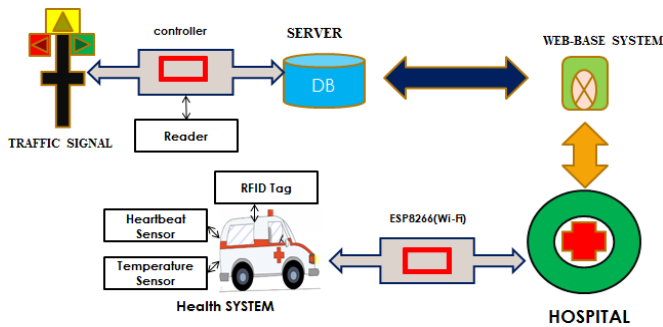 controller
SERVER
WEB-BASE SYSTEM
DB
TRAFFIC SIGNAL
Reader
RFID Tag
Heartbeat
Sensor
ESP8266(Wi-Fi)
Temperature
Sensor
Health SYSTEM
HOSPITAL